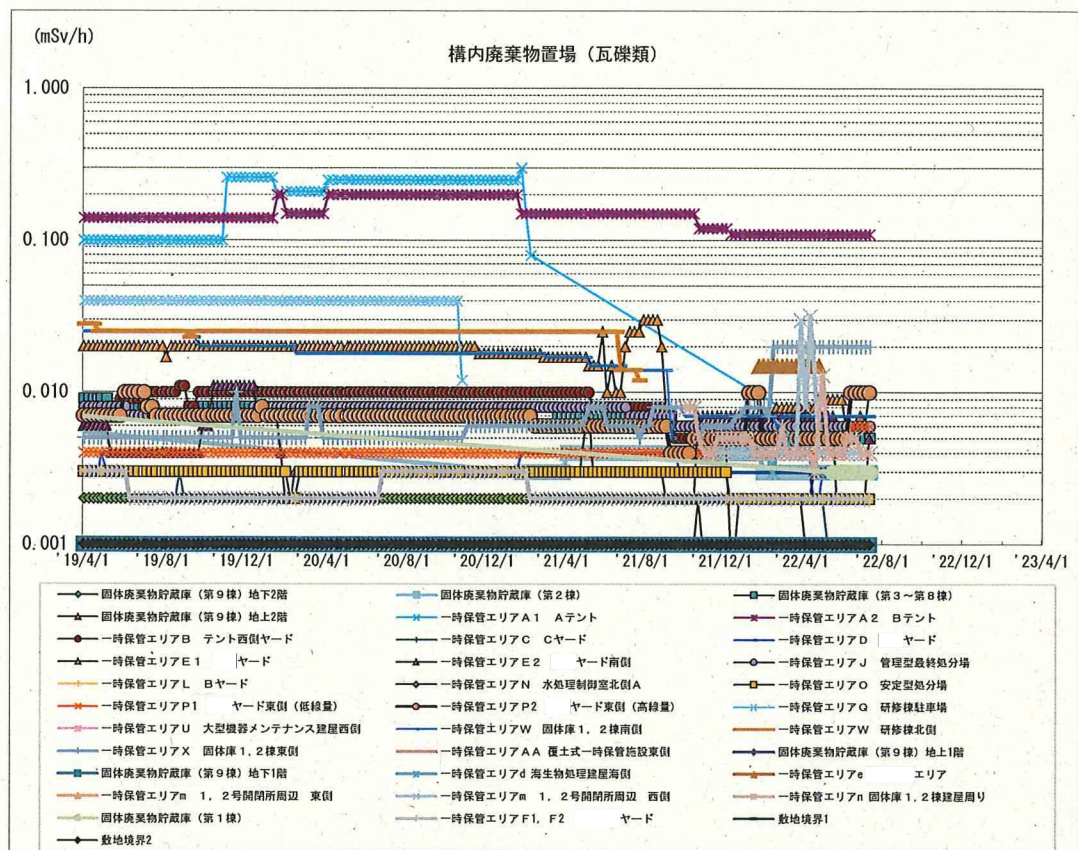 (mSv/h)
構内廃棄物置場（瓦礫類）
1.000
0.100
0.010
0.001
'19/4/1 '19/8/1 '19/12/1 '20/4/1 '20/8/1 '20/12/1 '21/4/1 '21/8/1 '21/12/1 '22/4/1 '22/8/1 '22/12/1 '23/4/1
固体廃棄物貯蔵庫（第９棟）地下2階 固体廃棄物貯蔵庫（第２棟） 固体廃棄物貯蔵庫（第３～第８棟）
固体廃棄物貯蔵庫（第９棟）地上2階 一時保管エリアＡ１　Ａテント 一時保管エリアＡ２　Ｂテント
一時保管エリアＢ　テント西側ヤード 一時保管エリアＣ　Ｃヤード 一時保管エリアＤ　ヤード
一時保管エリアＥ１　ヤード 一時保管エリアＥ２　ヤード南側 一時保管エリアＪ　管理型最終処分場
一時保管エリアＬ　Ｂヤード 一時保管エリアＮ　水処理制御室北側Ａ 一時保管エリアＯ　安定型処分場
一時保管エリアＰ１　ヤード東側（低線量） 一時保管エリアＰ２　ヤード東側（高線量） 一時保管エリアＱ　研修棟駐車場
一時保管エリアＵ　大型機器メンテナンス建屋西側 一時保管エリアＷ　固体庫１,２棟南側 一時保管エリアＷ　研修棟北側
一時保管エリアＸ　固体庫１,２棟東側 一時保管エリアＡＡ 覆土式一時保管施設東側 固体廃棄物貯蔵庫（第９棟）地上1階
固体廃棄物貯蔵庫（第９棟）地下1階 一時保管エリアｄ 海生物処理建屋海側 一時保管エリアe　エリア
一時保管エリアm　１，２号開閉所周辺　東側 一時保管エリアm　１，２号開閉所周辺　西側 一時保管エリアn 固体庫１,２棟建屋周り
固体廃棄物貯蔵庫（第１棟） 一時保管エリアＦ１，Ｆ２　ヤード 敷地境界1
敷地境界2